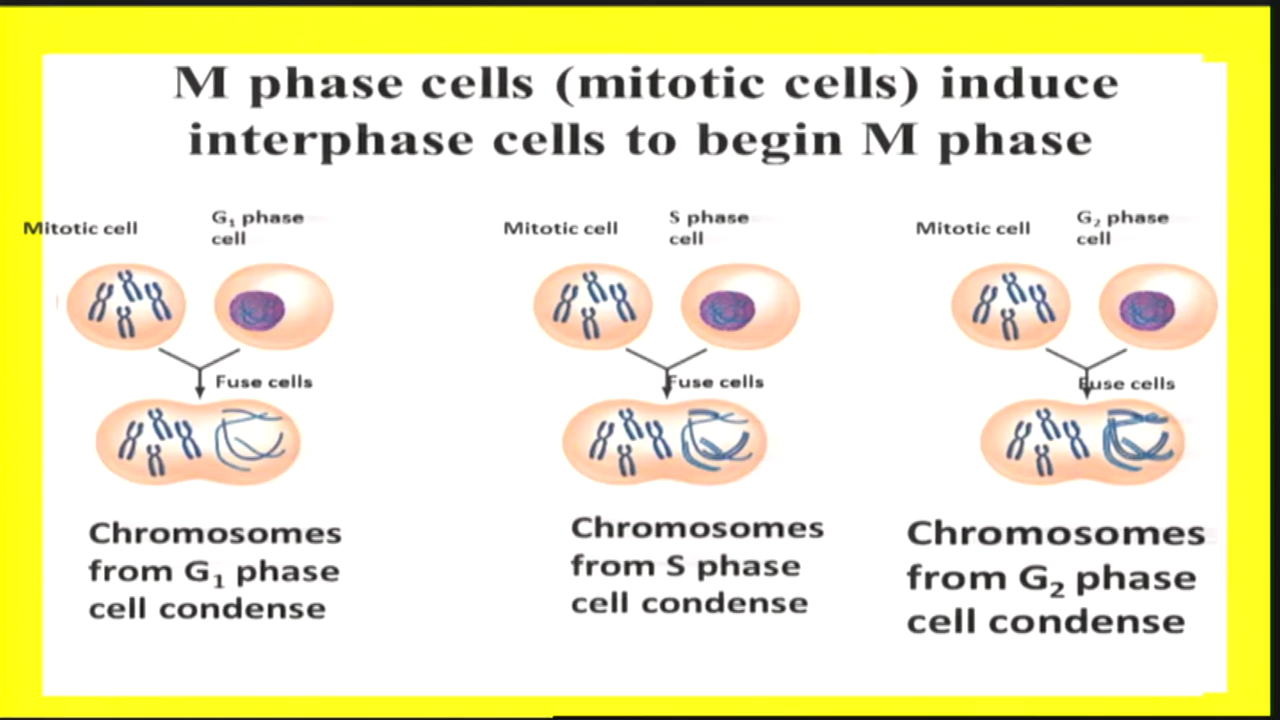 M phase cells (mitotic cells) induce
interphase cells to begin M phase
Mitotic cell
G₁ phase
cell
Fuse cells
Chromosomes
from G₁ phase
cell condense
Mitotic cell
S phase
cell
Fuse cells
Chromosomes
from S phase
cell condense
Mitotic cell
G₂ phase
cell
Fuse cells
Chromosomes
from G₂ phase
cell condense